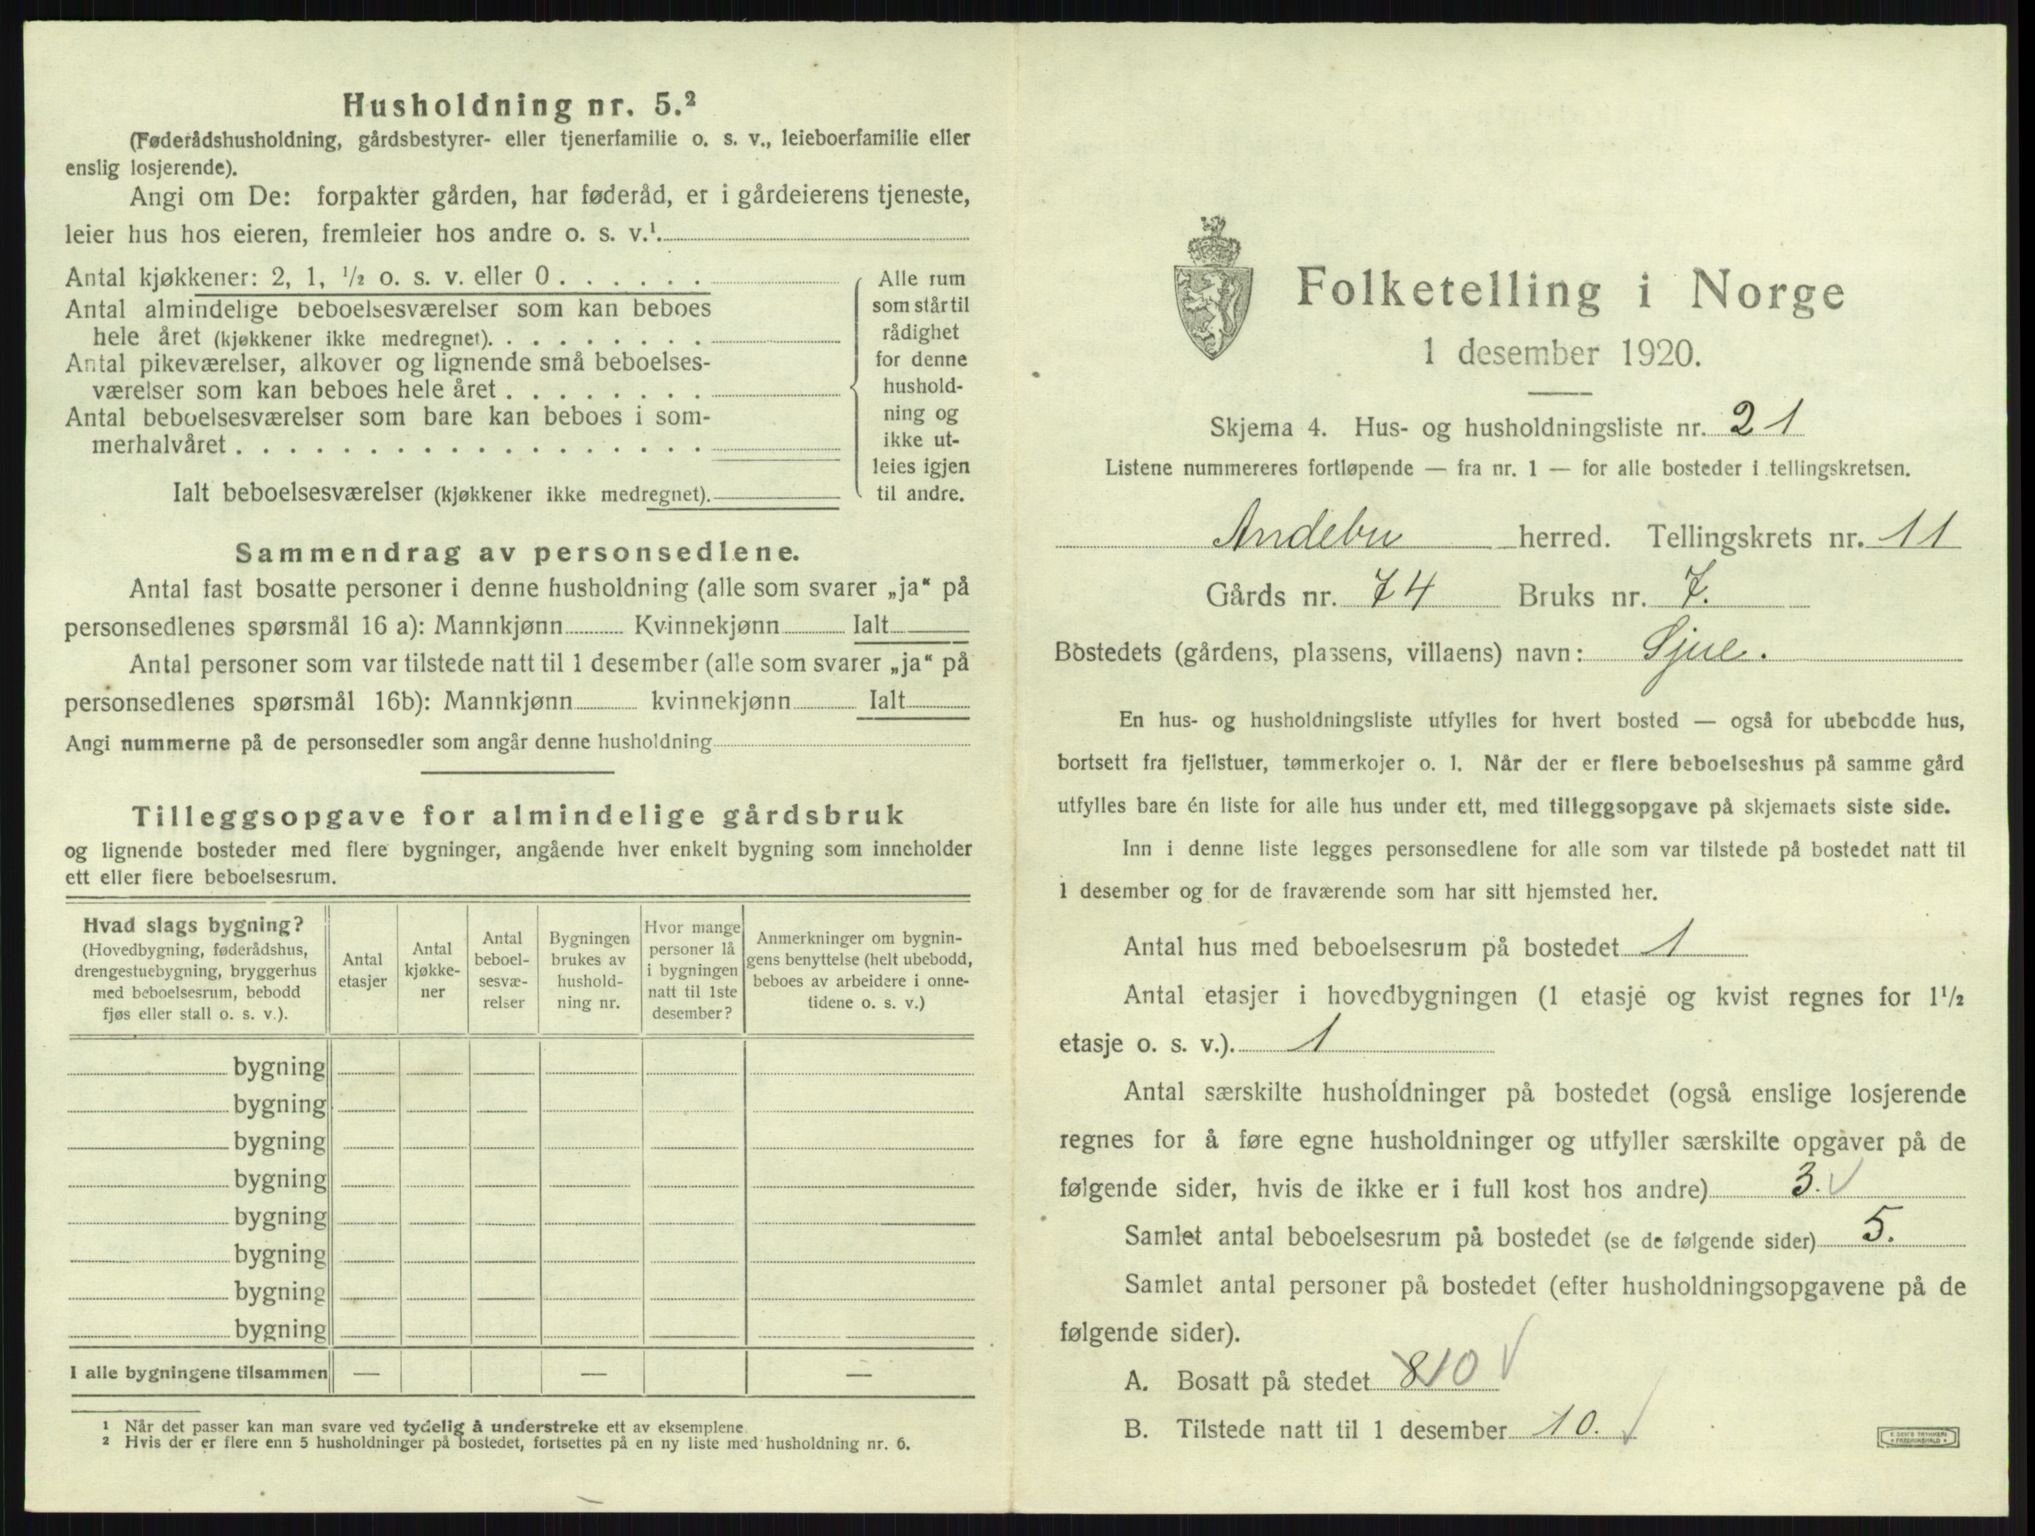 Husholdning nr. 5.²
(Føderådshusholdning, gårdsbestyrer- eller tjenerfamilie o. s. v., leieboerfamilie eller
enslig losjerende).
Angi om De: forpakter gården, har føderåd, er i gårdeierens tjeneste,
leier hus hos eieren, fremleier hos andre o. s. v.¹.
Antal kjøkkener: 2, 1, ½ o. s. v. eller 0 . . . . . .
Antal almindelige beboelsesværelser som kan beboes
hele året (kjøkkener ikke medregnet). . . . . . . . .
Antal pikeværelser, alkover og lignende små beboelses-
værelser som kan beboes hele året . . . . . . . .
Antal beboelsesværelser som bare kan beboes i som-
merhalvåret . . . . . . . . . . . . . . . . . .
Ialt beboelsesværelser (kjøkkener ikke medregnet).
Alle rum
som står til
rådighet
for denne
hushold-
ning og
ikke ut-
leies igjen
til andre.
Sammendrag av personsedlene.
Antal fast bosatte personer i denne husholdning (alle som svarer „ja“ på
personsedlenes spørsmål 16 a): Mannkjønn Kvinnekjønn Ialt
Antal personer som var tilstede natt til 1 desember (alle som svarer „ja“ på
personsedlenes spørsmål 16b): Mannkjønn kvinnekjønn Ialt
Angi nummerne på de personsedler som angår denne husholdning
Tilleggsopgave for almindelige gårdsbruk
og lignende bosteder med flere bygninger, angående hver enkelt bygning som inneholder
ett eller flere beboelsesrum.
Hvad slags bygning?
(Hovedbygning, føderådshus,
drengestuebygning, bryggerhus
med beboelsesrum, bebodd
fjøs eller stall o. s. v.).
Antal
etasjer
Antal
kjøkke-
ner
Antal
beboel-
sesvæ-
relser
Bygningen
brukes av
hushold-
ning nr.
Hvor mange
personer lå
i bygningen
natt til 1ste
desember?
Anmerkninger om bygnin-
gens benyttelse (helt ubebodd,
beboes av arbeidere i onne-
tidene o. s. v.)
bygning
bygning
bygning
bygning
bygning
bygning
bygning
bygning
I alle bygningene tilsammen — — —
¹ Når det passer kan man svare ved tydelig å understreke ett av eksemplene.
² Hvis der er flere enn 5 husholdninger på bostedet, fortsettes på en ny liste med husholdning nr. 6.
Folketelling i Norge
1 desember 1920.
Skjema 4. Hus- og husholdningsliste nr. 21
Listene nummereres fortløpende — fra nr. 1 — for alle bosteder i tellingskretsen.
Andebu herred. Tellingskrets nr. 11
Gårds nr. 74 Bruks nr. 7.
Bostedets (gårdens, plassens, villaens) navn: Sjue.
En hus- og husholdningsliste utfylles for hvert bosted — også for ubebodde hus,
bortsett fra fjellstuer, tømmerkojer o. l. Når der er flere beboelseshus på samme gård
utfylles bare én liste for alle hus under ett, med tilleggsopgave på skjemaets siste side.
Inn i denne liste legges personsedlene for alle som var tilstede på bostedet natt til
1 desember og for de fraværende som har sitt hjemsted her.
Antal hus med beboelsesrum på bostedet 1
Antal etasjer i hovedbygningen (1 etasje og kvist regnes for 1½
etasje o. s. v.). 1
Antal særskilte husholdninger på bostedet (også enslige losjerende
regnes for å føre egne husholdninger og utfyller særskilte opgaver på de
følgende sider, hvis de ikke er i full kost hos andre) 3. ✓
Samlet antal beboelsesrum på bostedet (se de følgende sider) 5.
Samlet antal personer på bostedet (efter husholdningsopgavene på de
følgende sider).
A. Bosatt på stedet 8 10 ✓
B. Tilstede natt til 1 desember 10. ✓